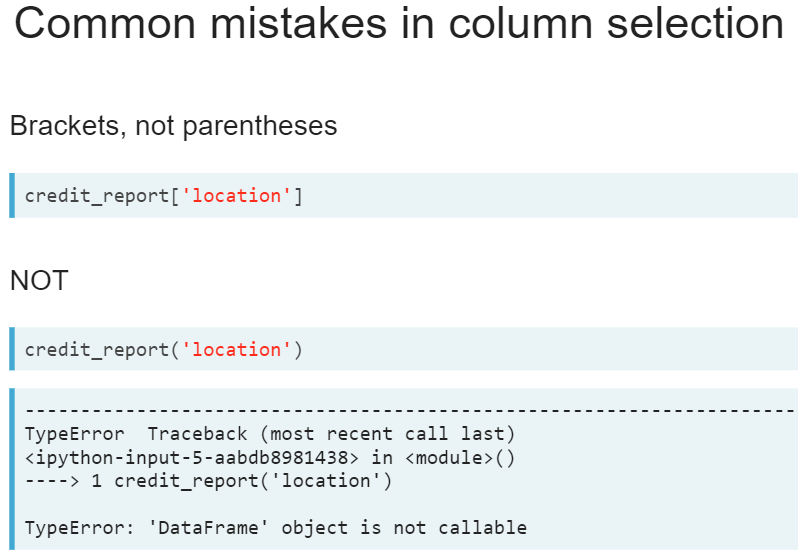 Common mistakes in column selection
Brackets, not parentheses
credit_report['location']
NOT
credit_report('location')
---------------------------------------------------------------------------
TypeError  Traceback (most recent call last)
<ipython-input-5-aabdb8981438> in <module>()
----> 1 credit_report('location')
TypeError: 'DataFrame' object is not callable